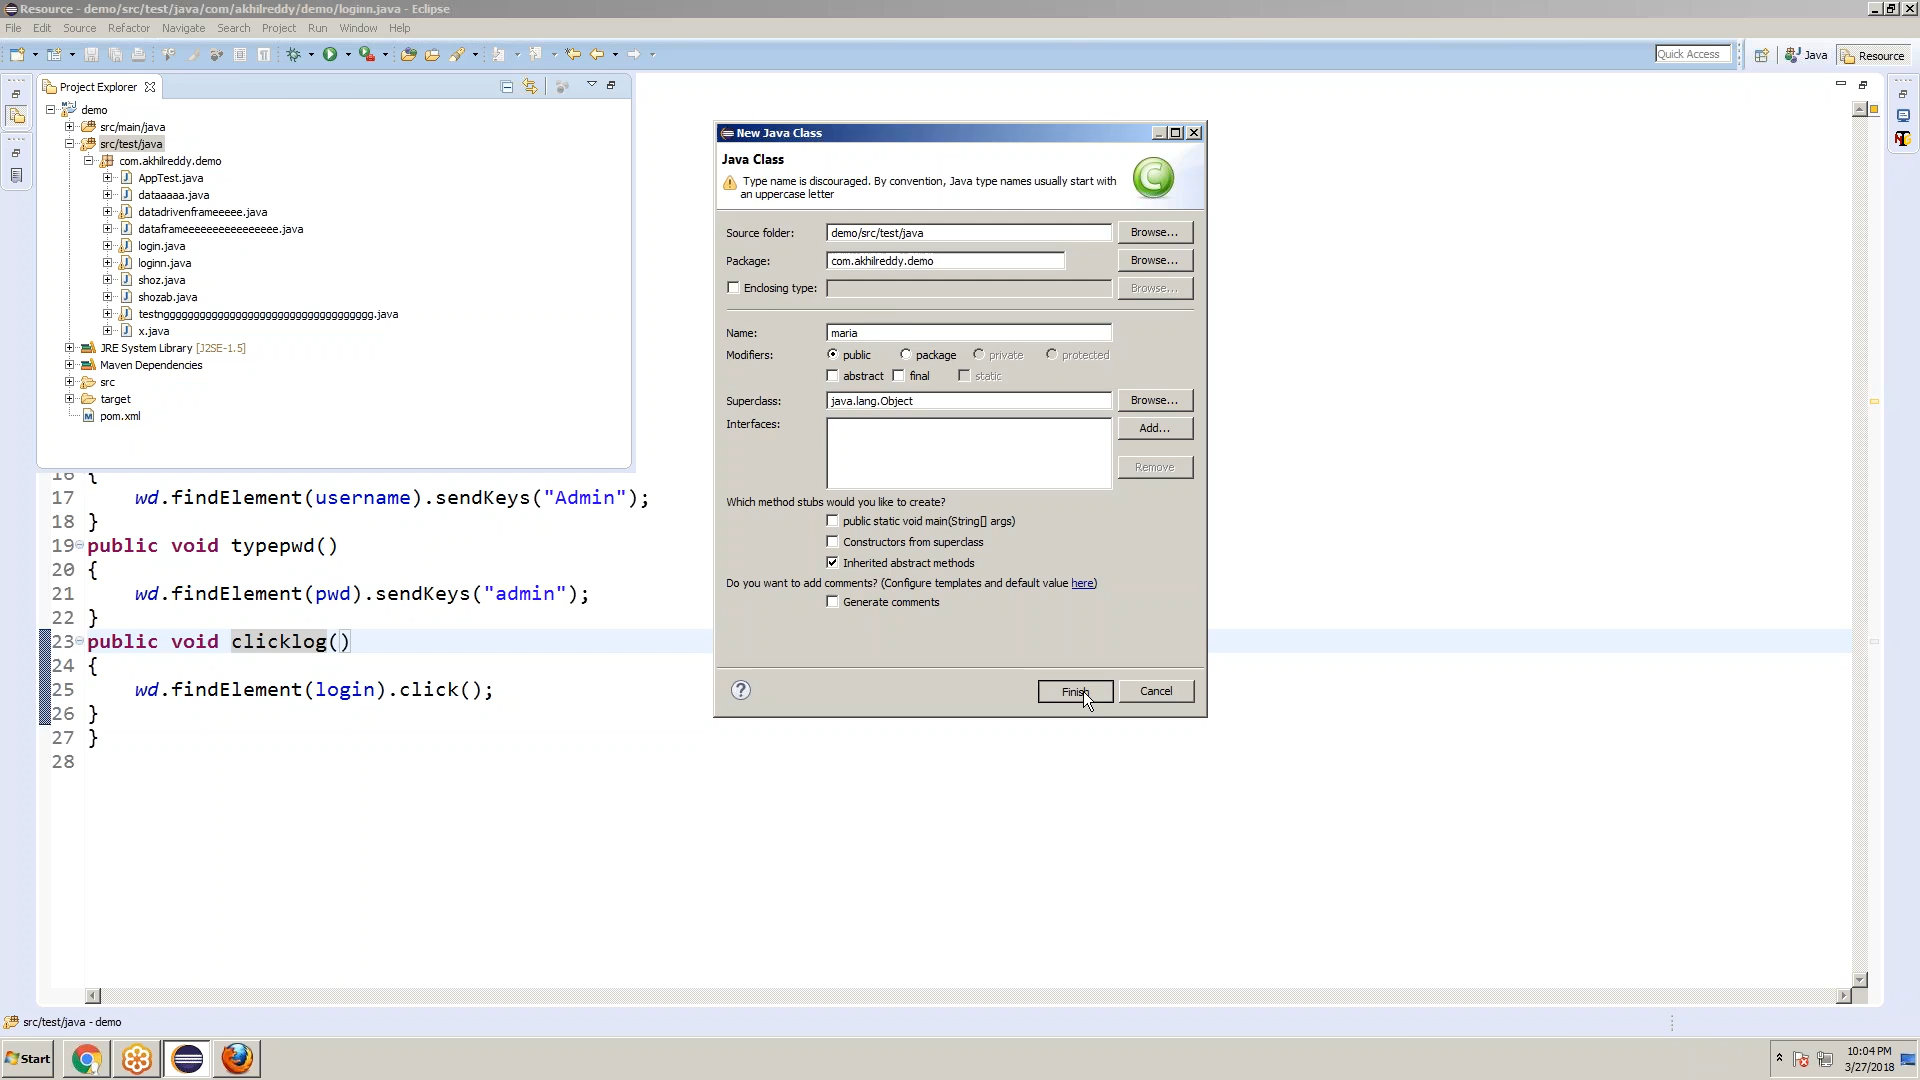 Resource - demo/src/test/java/com/akhilreddy/demo/loginn.java - Eclipse
File Edit Source Refactor Navigate Search Project Run Window Help
Quick Access
Java
Resource
Project Explorer
demo
src/main/java
src/test/java
com.akhilreddy.demo
AppTest.java
dataaaaa.java
datadrivenframeeeee.java
loginn.java
login.java
shoz.java
shozab.java
x.java
JRE System Library [J2SE-1.5]
Maven Dependencies
src
target
pom.xml
16 {
17 wd.findElement(username).sendKeys("Admin");
18 }
19 public void typepwd()
20 {
21 wd.findElement(pwd).sendKeys("admin");
22 }
23 public void clicklog()
24 {
25 wd.findElement(login).click();
26 }
27 }
28
New Java Class
Java Class
Type name is discouraged. By convention, Java type names usually start with
an uppercase letter
Source folder: demo/src/test/java Browse...
Package: com.akhilreddy.demo Browse...
Enclosing type: Browse...
Name: maria
Modifiers: public package private protected
abstract final static
Superclass: java.lang.Object Browse...
Interfaces: Add...
Remove
Which method stubs would you like to create?
public static void main(String[] args)
Constructors from superclass
Inherited abstract methods
Do you want to add comments? (Configure templates and default value here)
Generate comments
Finish Cancel
src/test/java - demo
Start
10:04 PM
3/27/2018